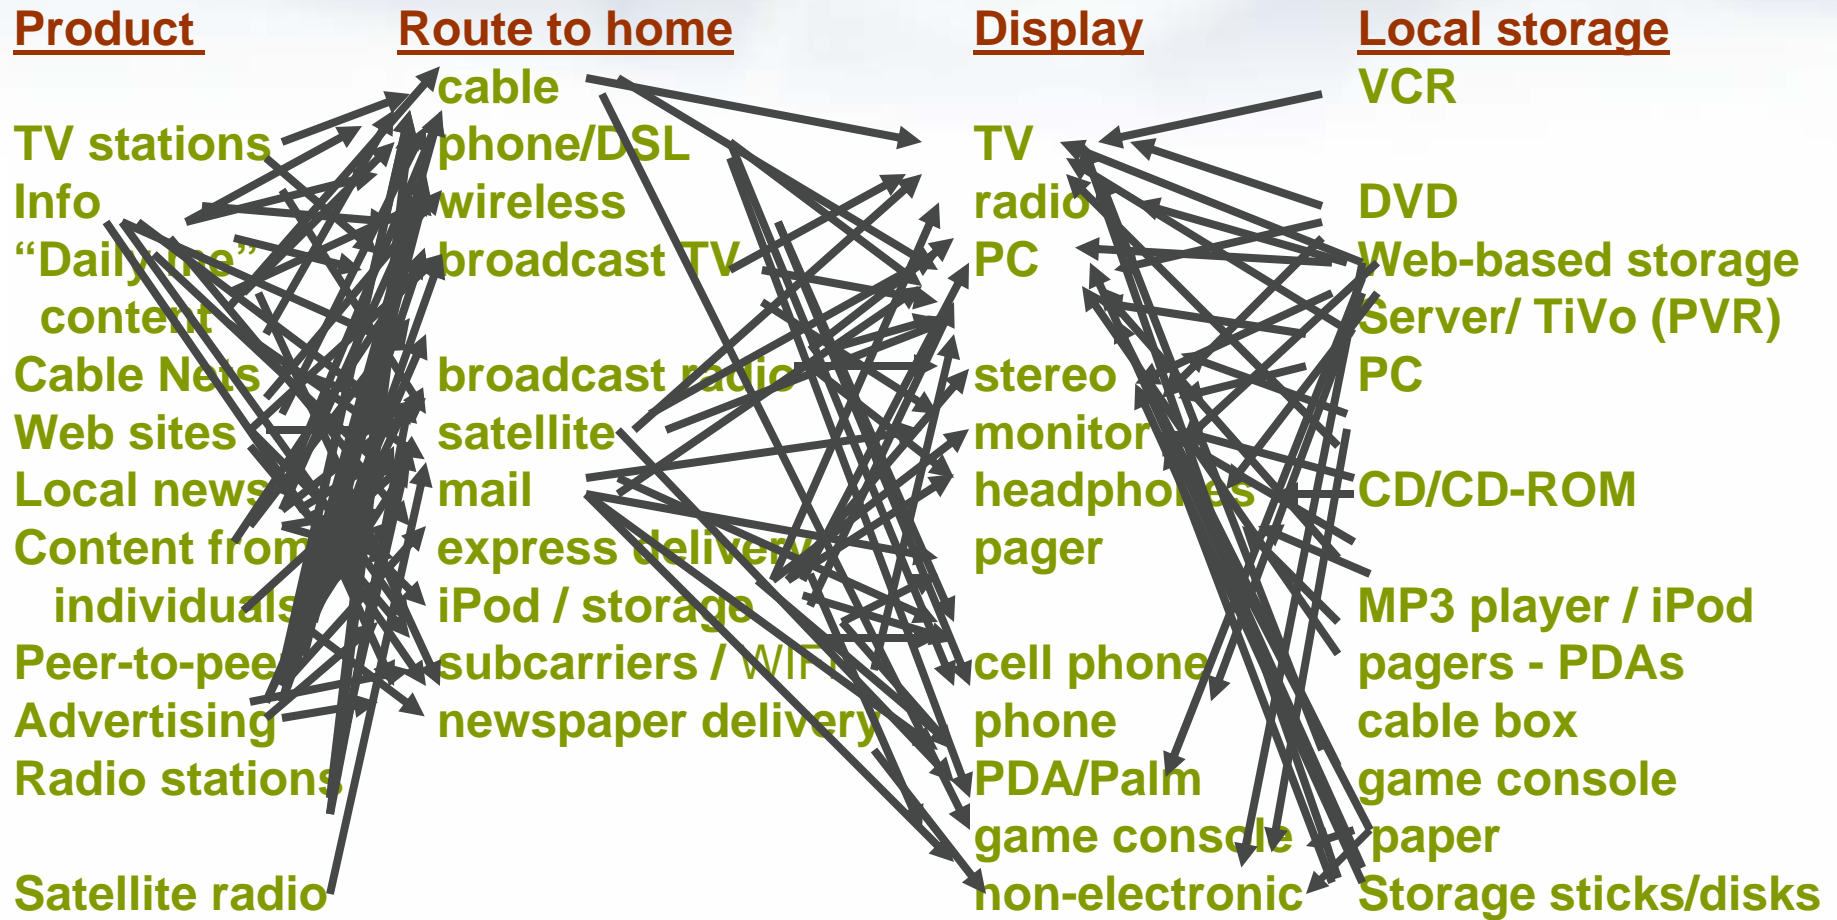 Product
TV stations
Info
“Daily me”
content
Cable Nets
Web sites
Local news
Content from
individuals
Peer-to-peer
Advertising
Radio stations
Satellite radio
Route to home
cable
phone/DSL
wireless
broadcast TV
broadcast radio
satellite
mail
express delivery
iPod / storage
subcarriers / WIFI
newspaper delivery
Display
TV
radio
PC
stereo
monitor
headphones
pager
cell phone
phone
PDA/Palm
game console
non-electronic
Local storage
VCR
DVD
Web-based storage
Server/ TiVo (PVR)
PC
CD/CD-ROM
MP3 player / iPod
pagers - PDAs
cable box
game console
paper
Storage sticks/disks